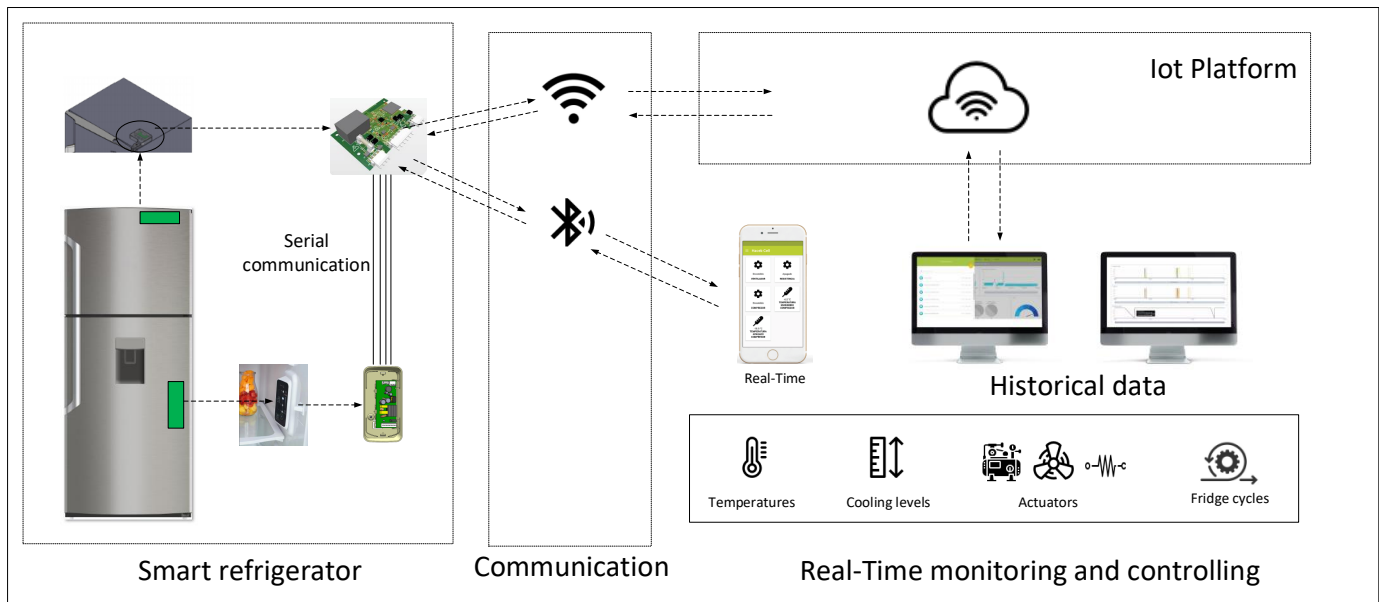 Iot Platform
Serial
communication
Real-Time
Historical data
Temperatures
Cooling levels
Actuators
Fridge cycles
Smart refrigerator
Communication
Real-Time monitoring and controlling